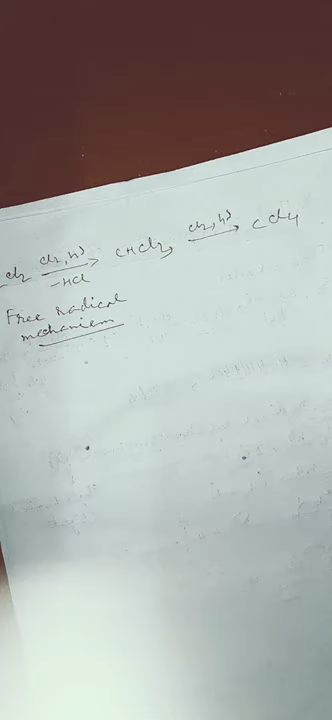 Cl₂ Cl₂, hν → -HCl CHCl₃ Cl₂, hν → CCl₄
Free radical
mechanism